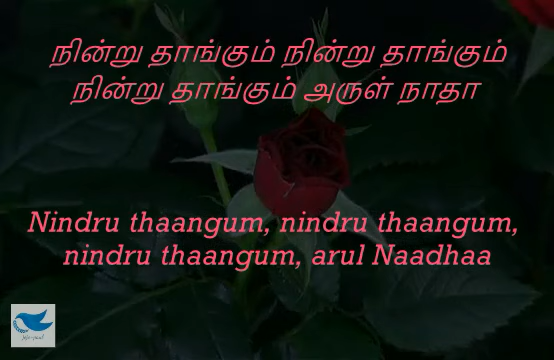 நின்று தாங்கும் நின்று தாங்கும்
நின்று தாங்கும் அருள் நாதா
Nindru thaangum, nindru thaangum,
nindru thaangum, arul Naadhaa